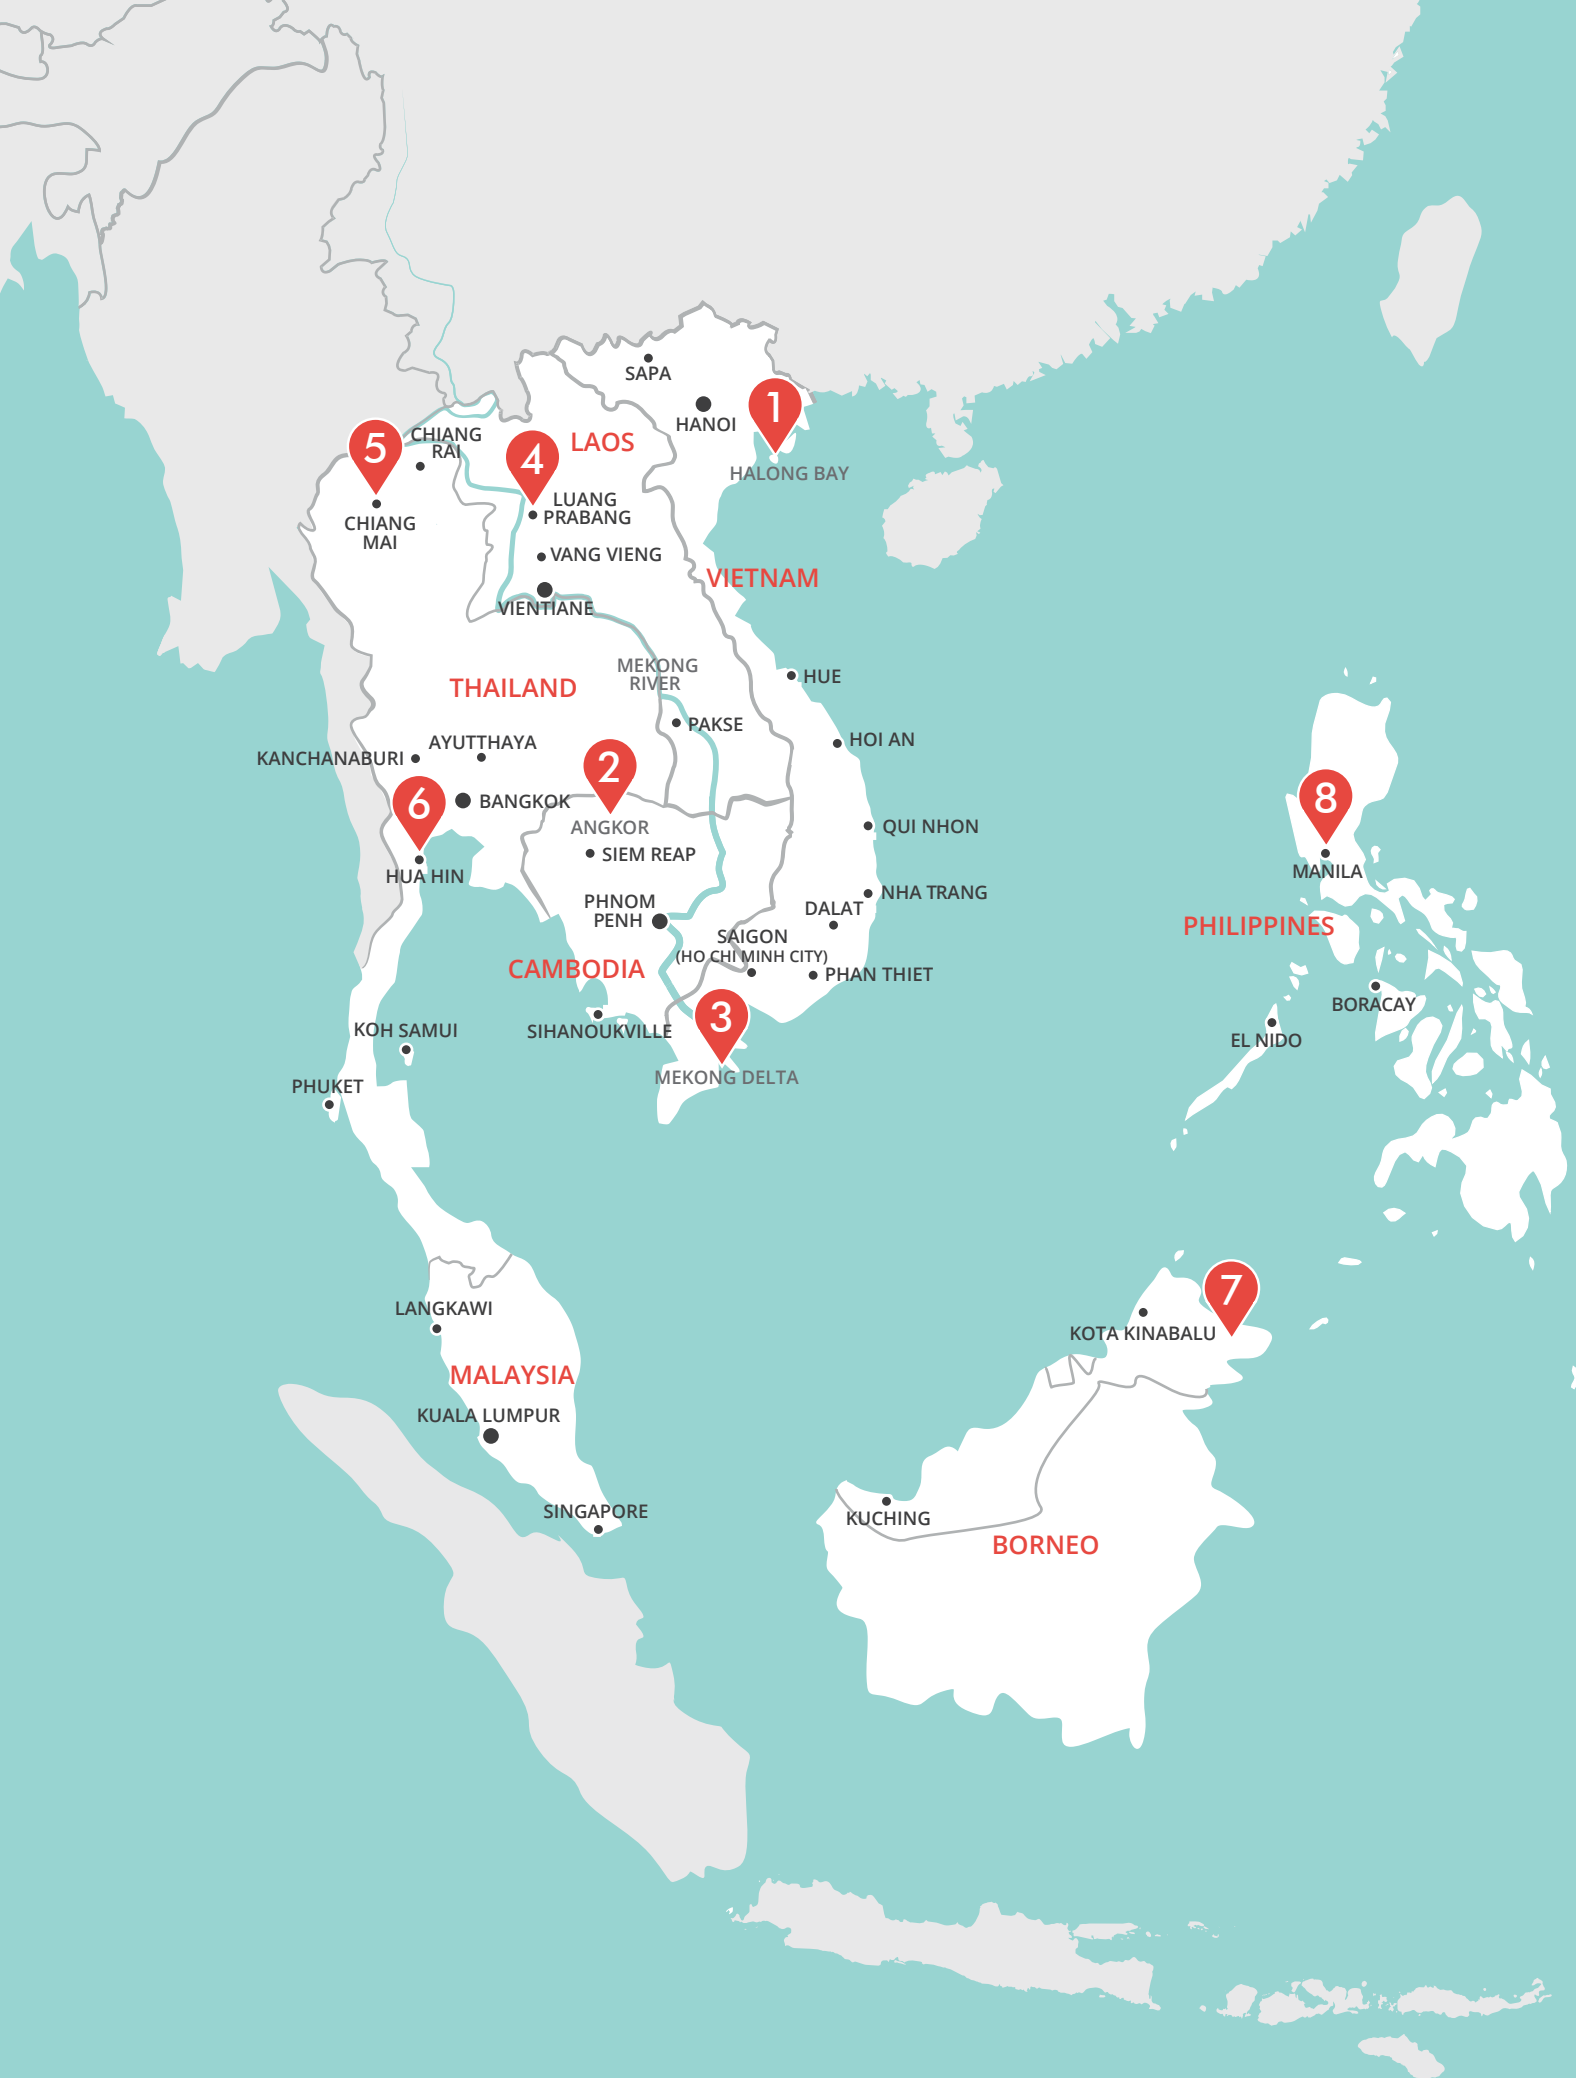 SAPA
HANOI
1
HALONG BAY
LAOS
CHIANG
RAI
5
4
CHIANG
MAI
LUANG
PRABANG
VANG VIENG
VIENTIANE
VIETNAM
MEKONG
RIVER
THAILAND
HUE
PAKSE
HOI AN
KANCHANABURI
AYUTTHAYA
2
6
BANGKOK
ANGKOR
QUI NHON
8
SIEM REAP
HUA HIN
MANILA
PHNOM
PENH
NHA TRANG
DALAT
PHILIPPINES
SAIGON
(HO CHI MINH CITY)
CAMBODIA
PHAN THIET
BORACAY
3
KOH SAMUI
SIHANOUKVILLE
EL NIDO
MEKONG DELTA
PHUKET
7
LANGKAWI
KOTA KINABALU
MALAYSIA
KUALA LUMPUR
SINGAPORE
KUCHING
BORNEO